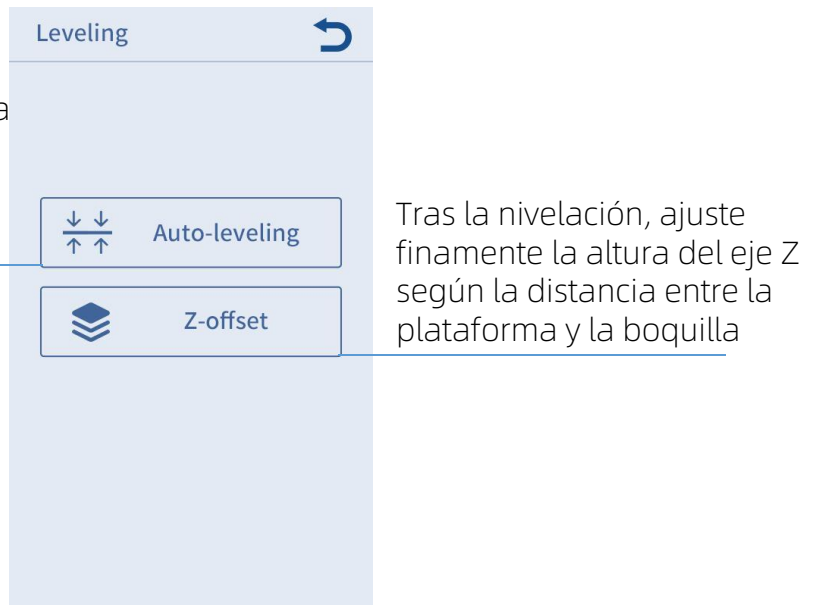 Leveling
a
Auto-leveling
Z-offset
Tras la nivelación, ajuste
finamente la altura del eje Z
según la distancia entre la
plataforma y la boquilla